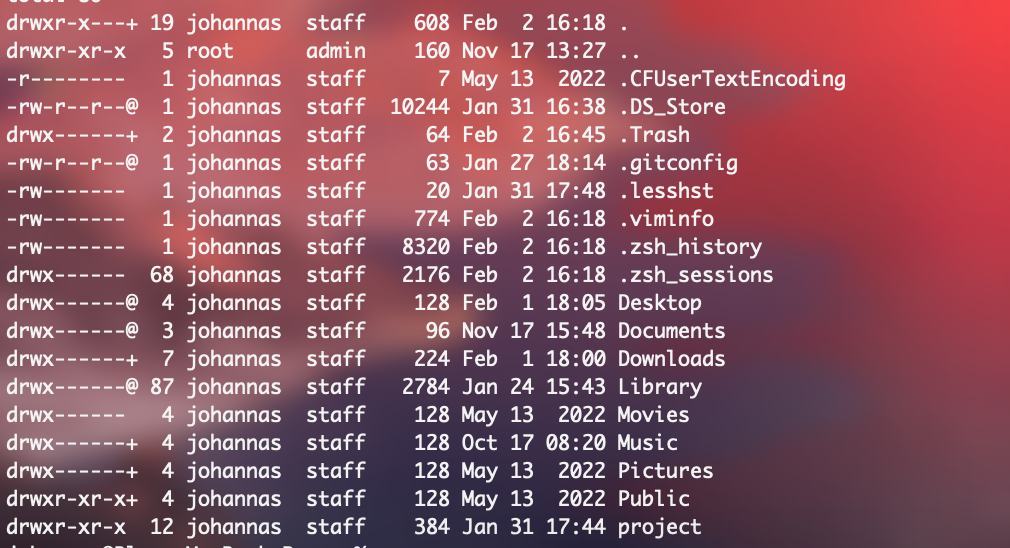 drwxr-x---+ 19 johannas  staff    608 Feb  2 16:18 .
drwxr-xr-x   5 root      admin    160 Nov 17 13:27 ..
-r--------   1 johannas  staff      7 May 13  2022 .CFUserTextEncoding
-rw-r--r--@  1 johannas  staff  10244 Jan 31 16:38 .DS_Store
drwx------+  2 johannas  staff     64 Feb  2 16:45 .Trash
-rw-r--r--@  1 johannas  staff     63 Jan 27 18:14 .gitconfig
-rw-------   1 johannas  staff     20 Jan 31 17:48 .lesshst
-rw-------   1 johannas  staff    774 Feb  2 16:18 .viminfo
-rw-------   1 johannas  staff   8320 Feb  2 16:18 .zsh_history
drwx------  68 johannas  staff   2176 Feb  2 16:18 .zsh_sessions
drwx------@  4 johannas  staff    128 Feb  1 18:05 Desktop
drwx------@  3 johannas  staff     96 Nov 17 15:48 Documents
drwx------+  7 johannas  staff    224 Feb  1 18:00 Downloads
drwx------@ 87 johannas  staff   2784 Jan 24 15:43 Library
drwx------   4 johannas  staff    128 May 13  2022 Movies
drwx------+  4 johannas  staff    128 Oct 17 08:20 Music
drwx------+  4 johannas  staff    128 May 13  2022 Pictures
drwxr-xr-x+  4 johannas  staff    128 May 13  2022 Public
drwxr-xr-x  12 johannas  staff    384 Jan 31 17:44 project